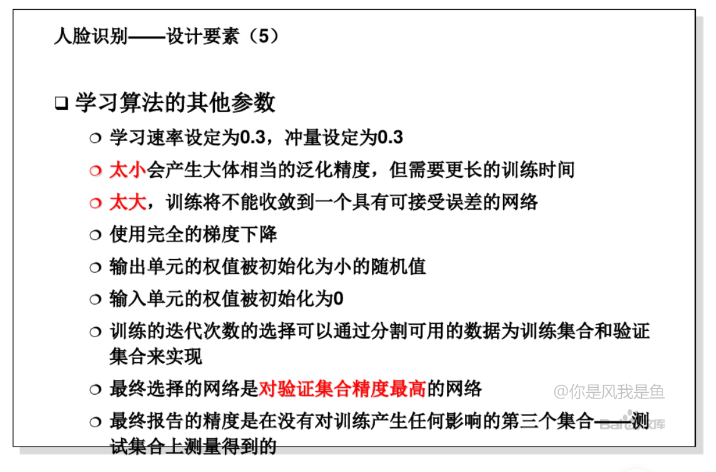 人脸识别——设计要素（5）
❑ 学习算法的其他参数
❍ 学习速率设定为0.3，冲量设定为0.3
❍ 太小会产生大体相当的泛化精度，但需要更长的训练时间
❍ 太大，训练将不能收敛到一个具有可接受误差的网络
❍ 使用完全的梯度下降
❍ 输出单元的权值被初始化为小的随机值
❍ 输入单元的权值被初始化为0
❍ 训练的迭代次数的选择可以通过分割可用的数据为训练集合和验证
集合来实现
❍ 最终选择的网络是对验证集合精度最高的网络
@你是风我是鱼
❍ 最终报告的精度是在没有对训练产生任何影响的第三个集合——测
试集合上测量得到的